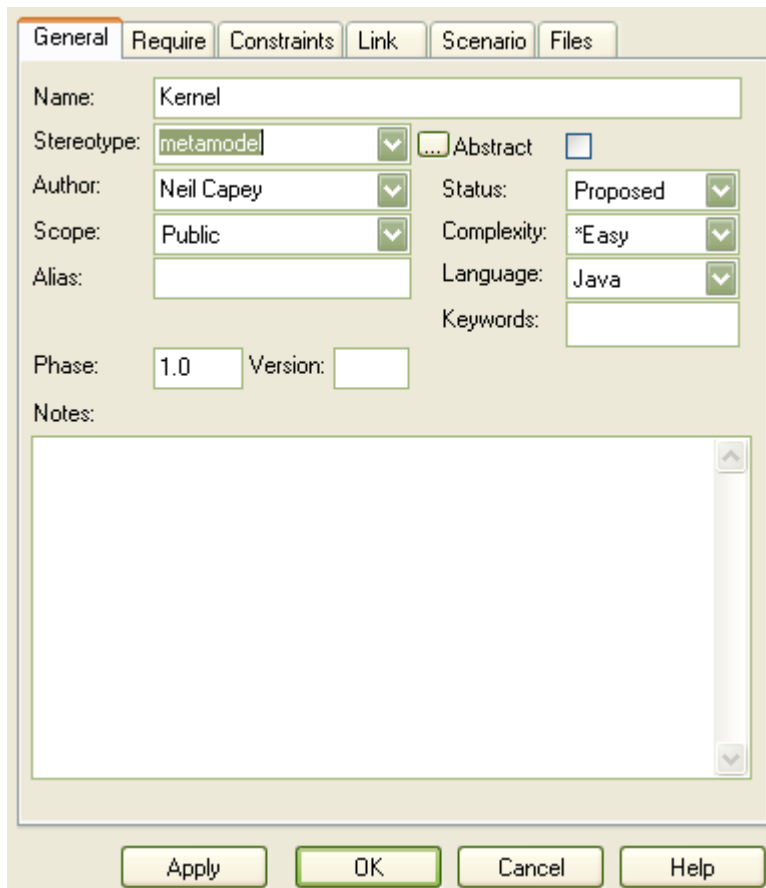 General Require Constraints Link Scenario Files
Name: Kernel
Stereotype: metamodel ... Abstract
Author: Neil Capey Status: Proposed
Scope: Public Complexity: *Easy
Alias: Language: Java
Keywords:
Phase: 1.0 Version:
Notes:
Apply OK Cancel Help